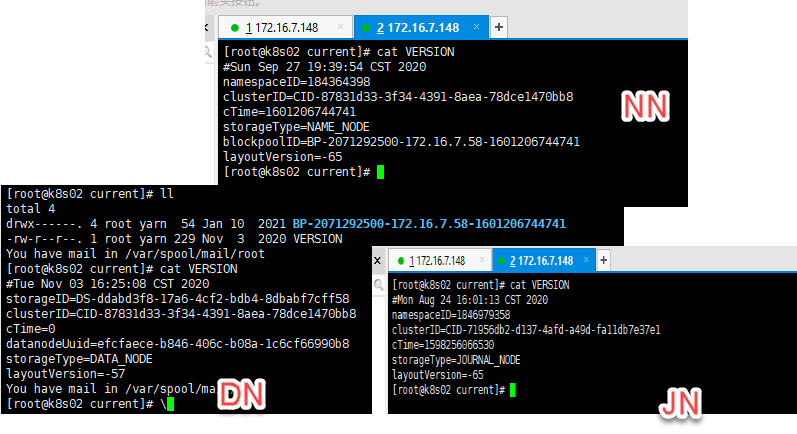 前头按钮。
1 172.16.7.148 ×
2 172.16.7.148 × +
[root@k8s02 current]# cat VERSION
#Sun Sep 27 19:39:54 CST 2020
namespaceID=184364398
clusterID=CID-87831d33-3f34-4391-8aea-78dce1470bb8
cTime=1601206744741
storageType=NAME_NODE
blockpoolID=BP-2071292500-172.16.7.58-1601206744741
layoutVersion=-65
[root@k8s02 current]#
NN
[root@k8s02 current]# ll
total 4
drwx------. 4 root yarn 54 Jan 10 2021 BP-2071292500-172.16.7.58-1601206744741
-rw-r--r--. 1 root yarn 229 Nov 3 2020 VERSION
You have mail in /var/spool/mail/root
[root@k8s02 current]# cat VERSION
#Tue Nov 03 16:25:08 CST 2020
storageID=DS-ddabd3f8-17a6-4cf2-bdb4-8dbabf7cff58
clusterID=CID-87831d33-3f34-4391-8aea-78dce1470bb8
cTime=0
datanodeUuid=efcfaece-b846-406c-b08a-1c6cf66990b8
storageType=DATA_NODE
layoutVersion=-57
You have mail in /var/spool/ma
[root@k8s02 current]# \
DN
x
1 172.16.7.148 ×
2 172.16.7.148 × +
[root@k8s02 current]# cat VERSION
#Mon Aug 24 16:01:13 CST 2020
namespaceID=1846979358
clusterID=CID-71956db2-d137-4afd-a49d-fa11db7e37e1
cTime=1598256066530
storageType=JOURNAL_NODE
layoutVersion=-65
[root@k8s02 current]#
JN